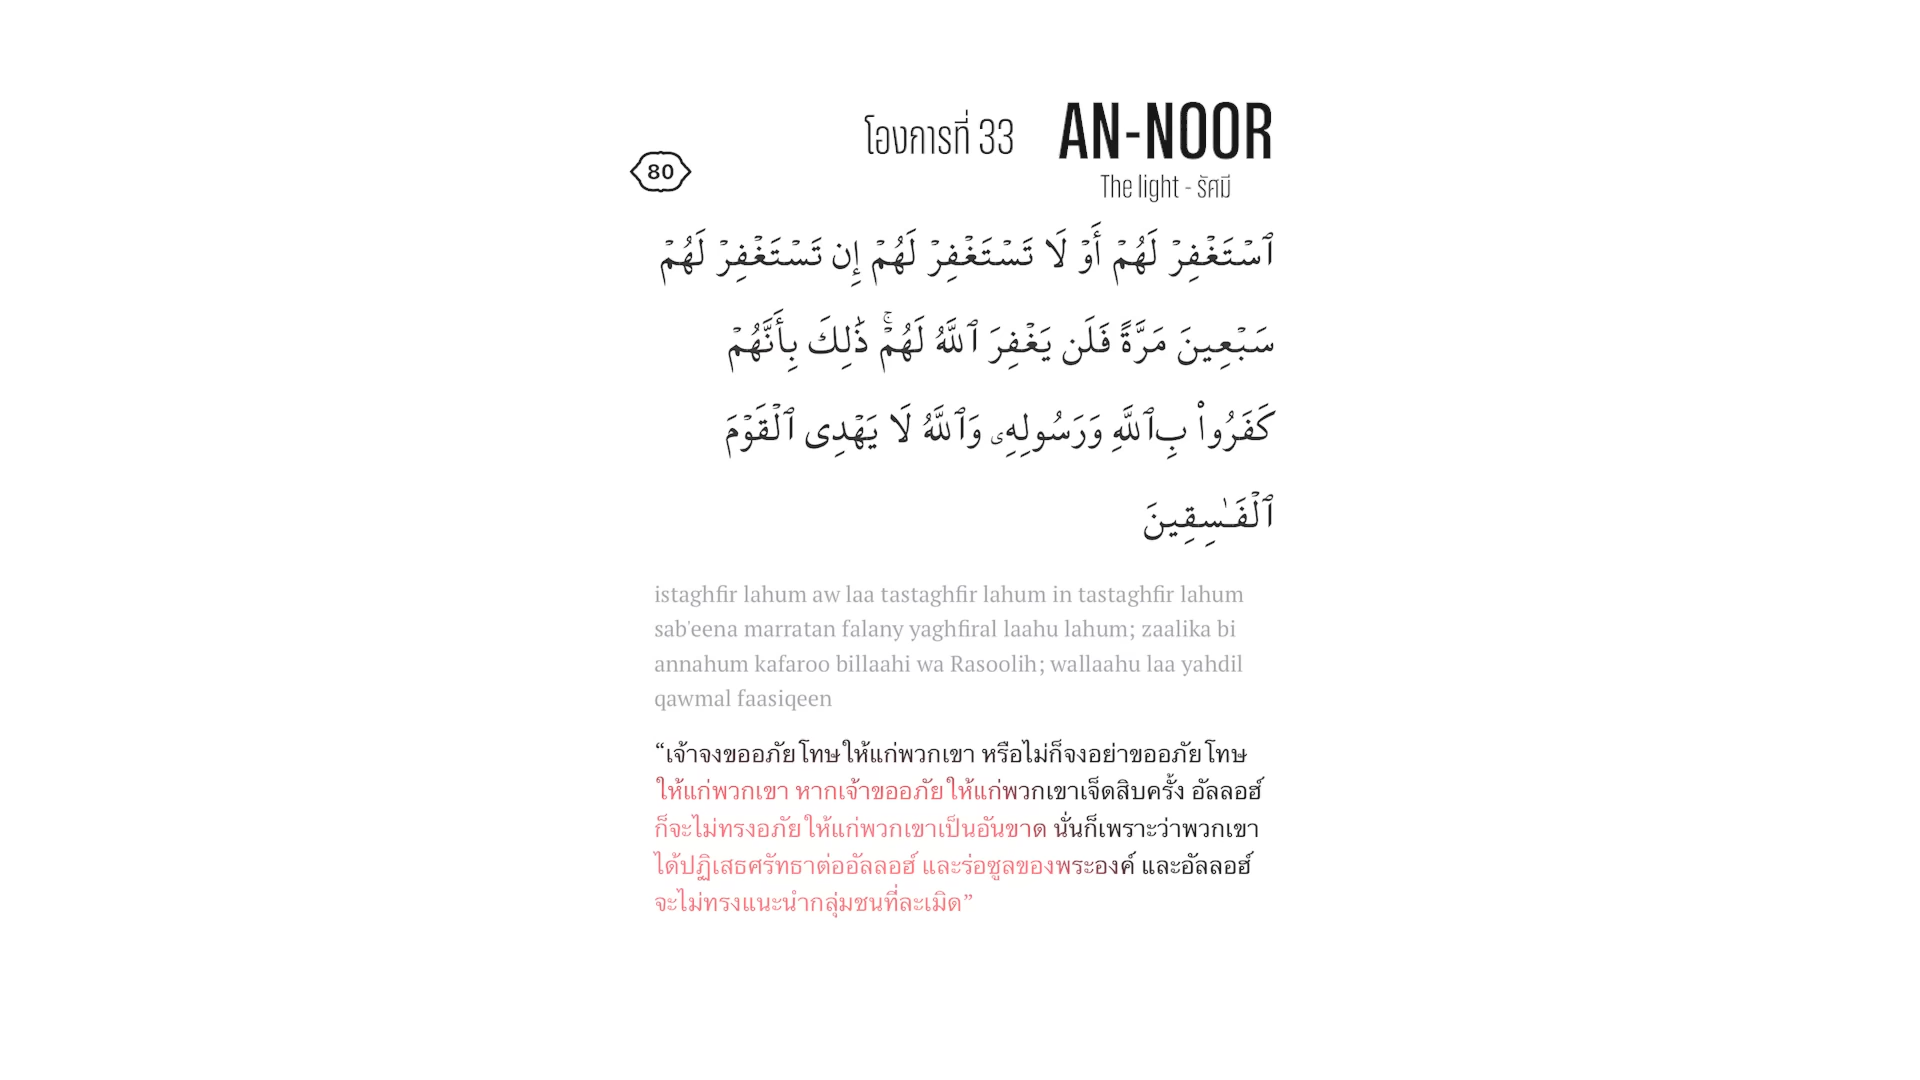 โองการที่ 33 AN-NOOR
80
The light - รัศมี
ٱسْتَغْفِرْ لَهُمْ أَوْ لَا تَسْتَغْفِرْ لَهُمْ إِن تَسْتَغْفِرْ لَهُمْ
سَبْعِينَ مَرَّةً فَلَن يَغْفِرَ ٱللَّهُ لَهُمْ ۚ ذَٰلِكَ بِأَنَّهُمْ
كَفَرُوا۟ بِٱللَّهِ وَرَسُولِهِۦ وَٱللَّهُ لَا يَهْدِى ٱلْقَوْمَ
ٱلْفَـٰسِقِينَ
istaghfir lahum aw laa tastaghfir lahum in tastaghfir lahum
sab'eena marratan falany yaghfiral laahu lahum; zaalika bi
annahum kafaroo billaahi wa Rasoolih; wallaahu laa yahdil
qawmal faasiqeen
“เจ้าจงขออภัยโทษให้แก่พวกเขา หรือไม่ก็จงอย่าขออภัยโทษ
ให้แก่พวกเขา หากเจ้าขออภัยให้แก่พวกเขาเจ็ดสิบครั้ง อัลลอฮ์
ก็จะไม่ทรงอภัยให้แก่พวกเขาเป็นอันขาด นั่นก็เพราะว่าพวกเขา
ได้ปฏิเสธศรัทธาต่ออัลลอฮ์ และร่อซูลของพระองค์ และอัลลอฮ์
จะไม่ทรงแนะนำกลุ่มชนที่ละเมิด”